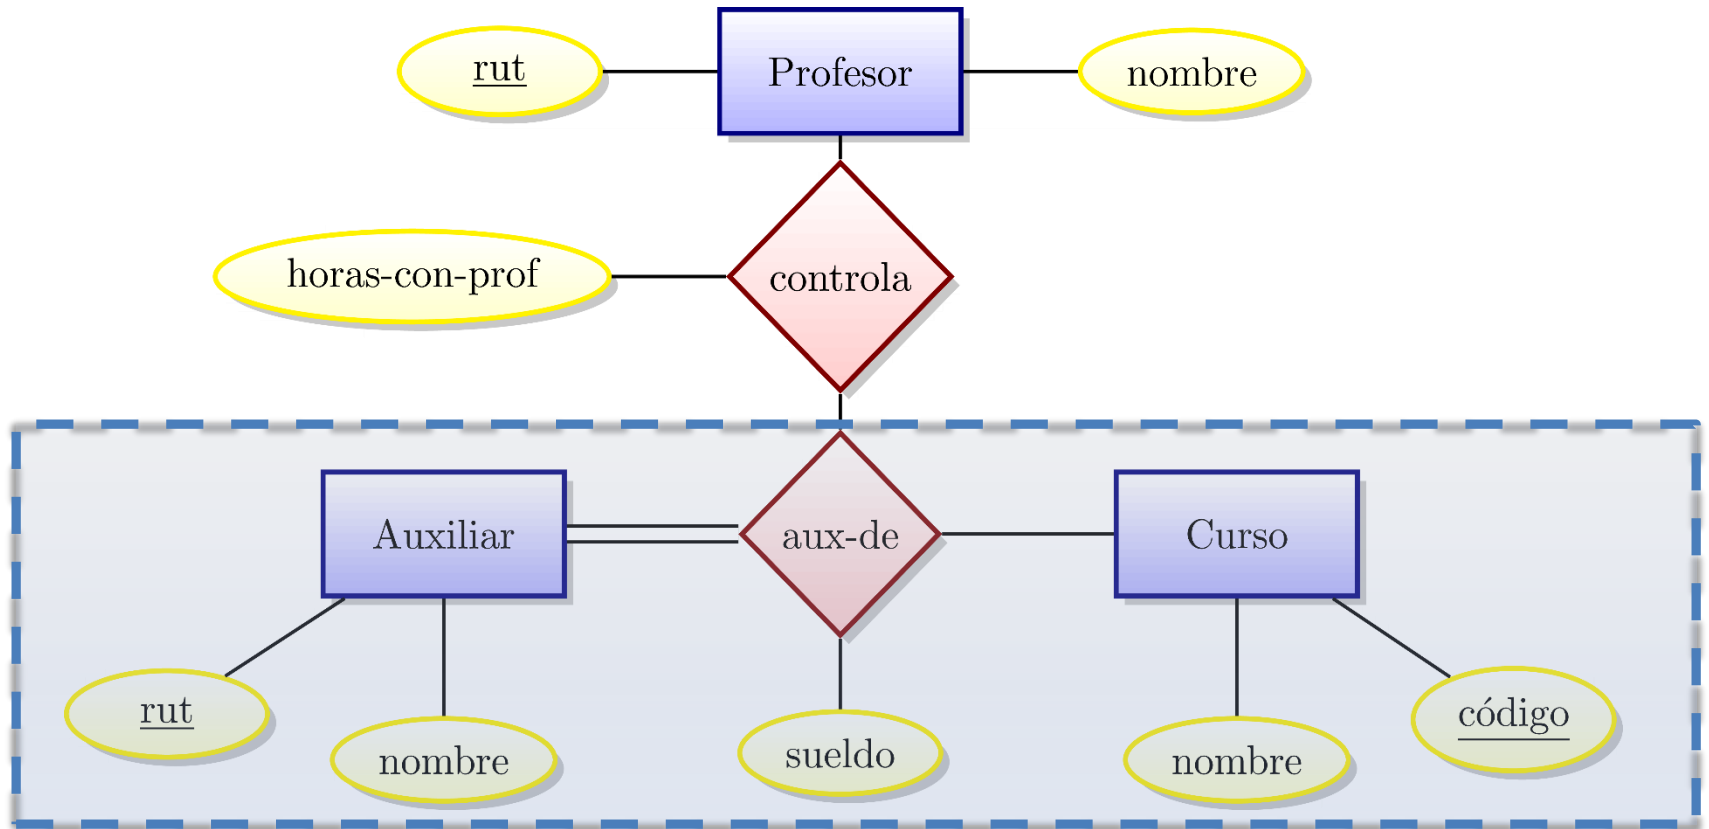 rut
Profesor
nombre
horas-con-prof
controla
Auxiliar
aux-de
Curso
rut
nombre
sueldo
nombre
código